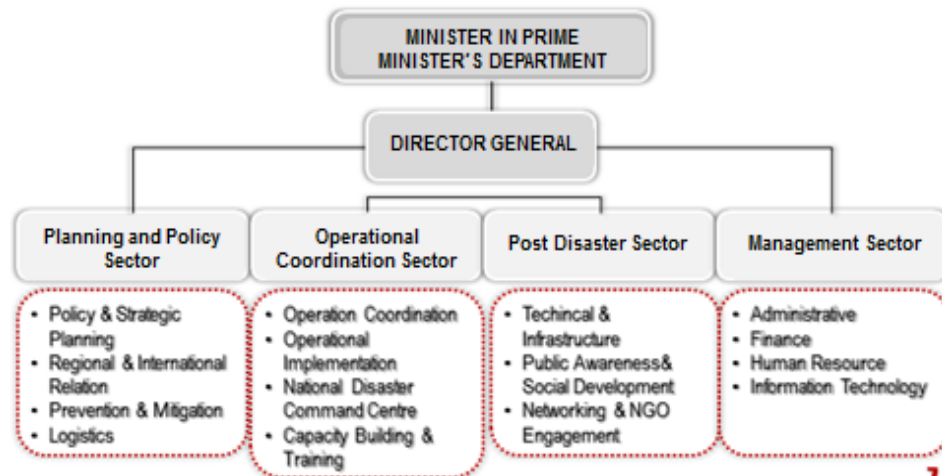 MINISTER IN PRIME
MINISTER'S DEPARTMENT
DIRECTOR GENERAL
Planning and Policy
Sector
• Policy & Strategic
Planning
• Regional & International
Relation
• Prevention & Mitigation
• Logistics
Operational
Coordination Sector
• Operation Coordination
• Operational
Implementation
• National Disaster
Command Centre
• Capacity Building &
Training
Post Disaster Sector
• Techincal &
Infrastructure
• Public Awareness&
Social Development
• Networking & NGO
Engagement
Management Sector
• Administrative
• Finance
• Human Resource
• Information Technology